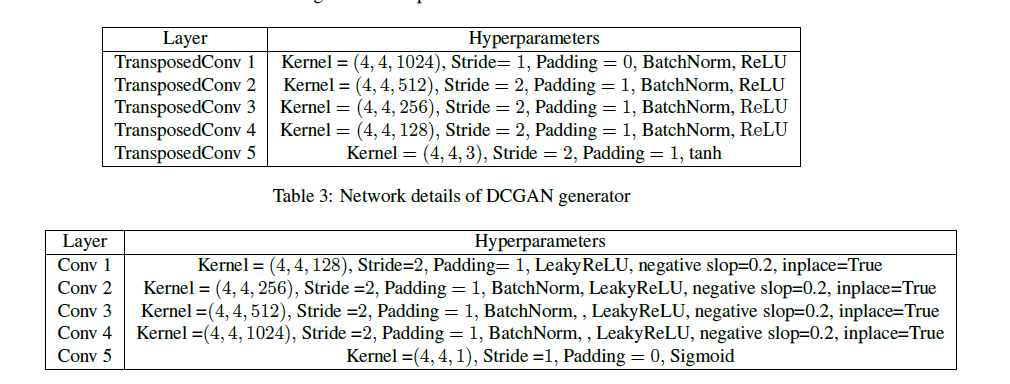 Layer Hyperparameters
TransposedConv 1 Kernel = (4, 4, 1024), Stride= 1, Padding = 0, BatchNorm, ReLU
TransposedConv 2 Kernel = (4, 4, 512), Stride = 2, Padding = 1, BatchNorm, ReLU
TransposedConv 3 Kernel = (4, 4, 256), Stride = 2, Padding = 1, BatchNorm, ReLU
TransposedConv 4 Kernel = (4, 4, 128), Stride = 2, Padding = 1, BatchNorm, ReLU
TransposedConv 5 Kernel = (4, 4, 3), Stride = 2, Padding = 1, tanh
Table 3: Network details of DCGAN generator
Layer Hyperparameters
Conv 1 Kernel = (4, 4, 128), Stride=2, Padding= 1, LeakyReLU, negative slop=0.2, inplace=True
Conv 2 Kernel = (4, 4, 256), Stride =2, Padding = 1, BatchNorm, LeakyReLU, negative slop=0.2, inplace=True
Conv 3 Kernel =(4, 4, 512), Stride =2, Padding = 1, BatchNorm, , LeakyReLU, negative slop=0.2, inplace=True
Conv 4 Kernel =(4, 4, 1024), Stride =2, Padding = 1, BatchNorm, , LeakyReLU, negative slop=0.2, inplace=True
Conv 5 Kernel =(4, 4, 1), Stride =1, Padding = 0, Sigmoid